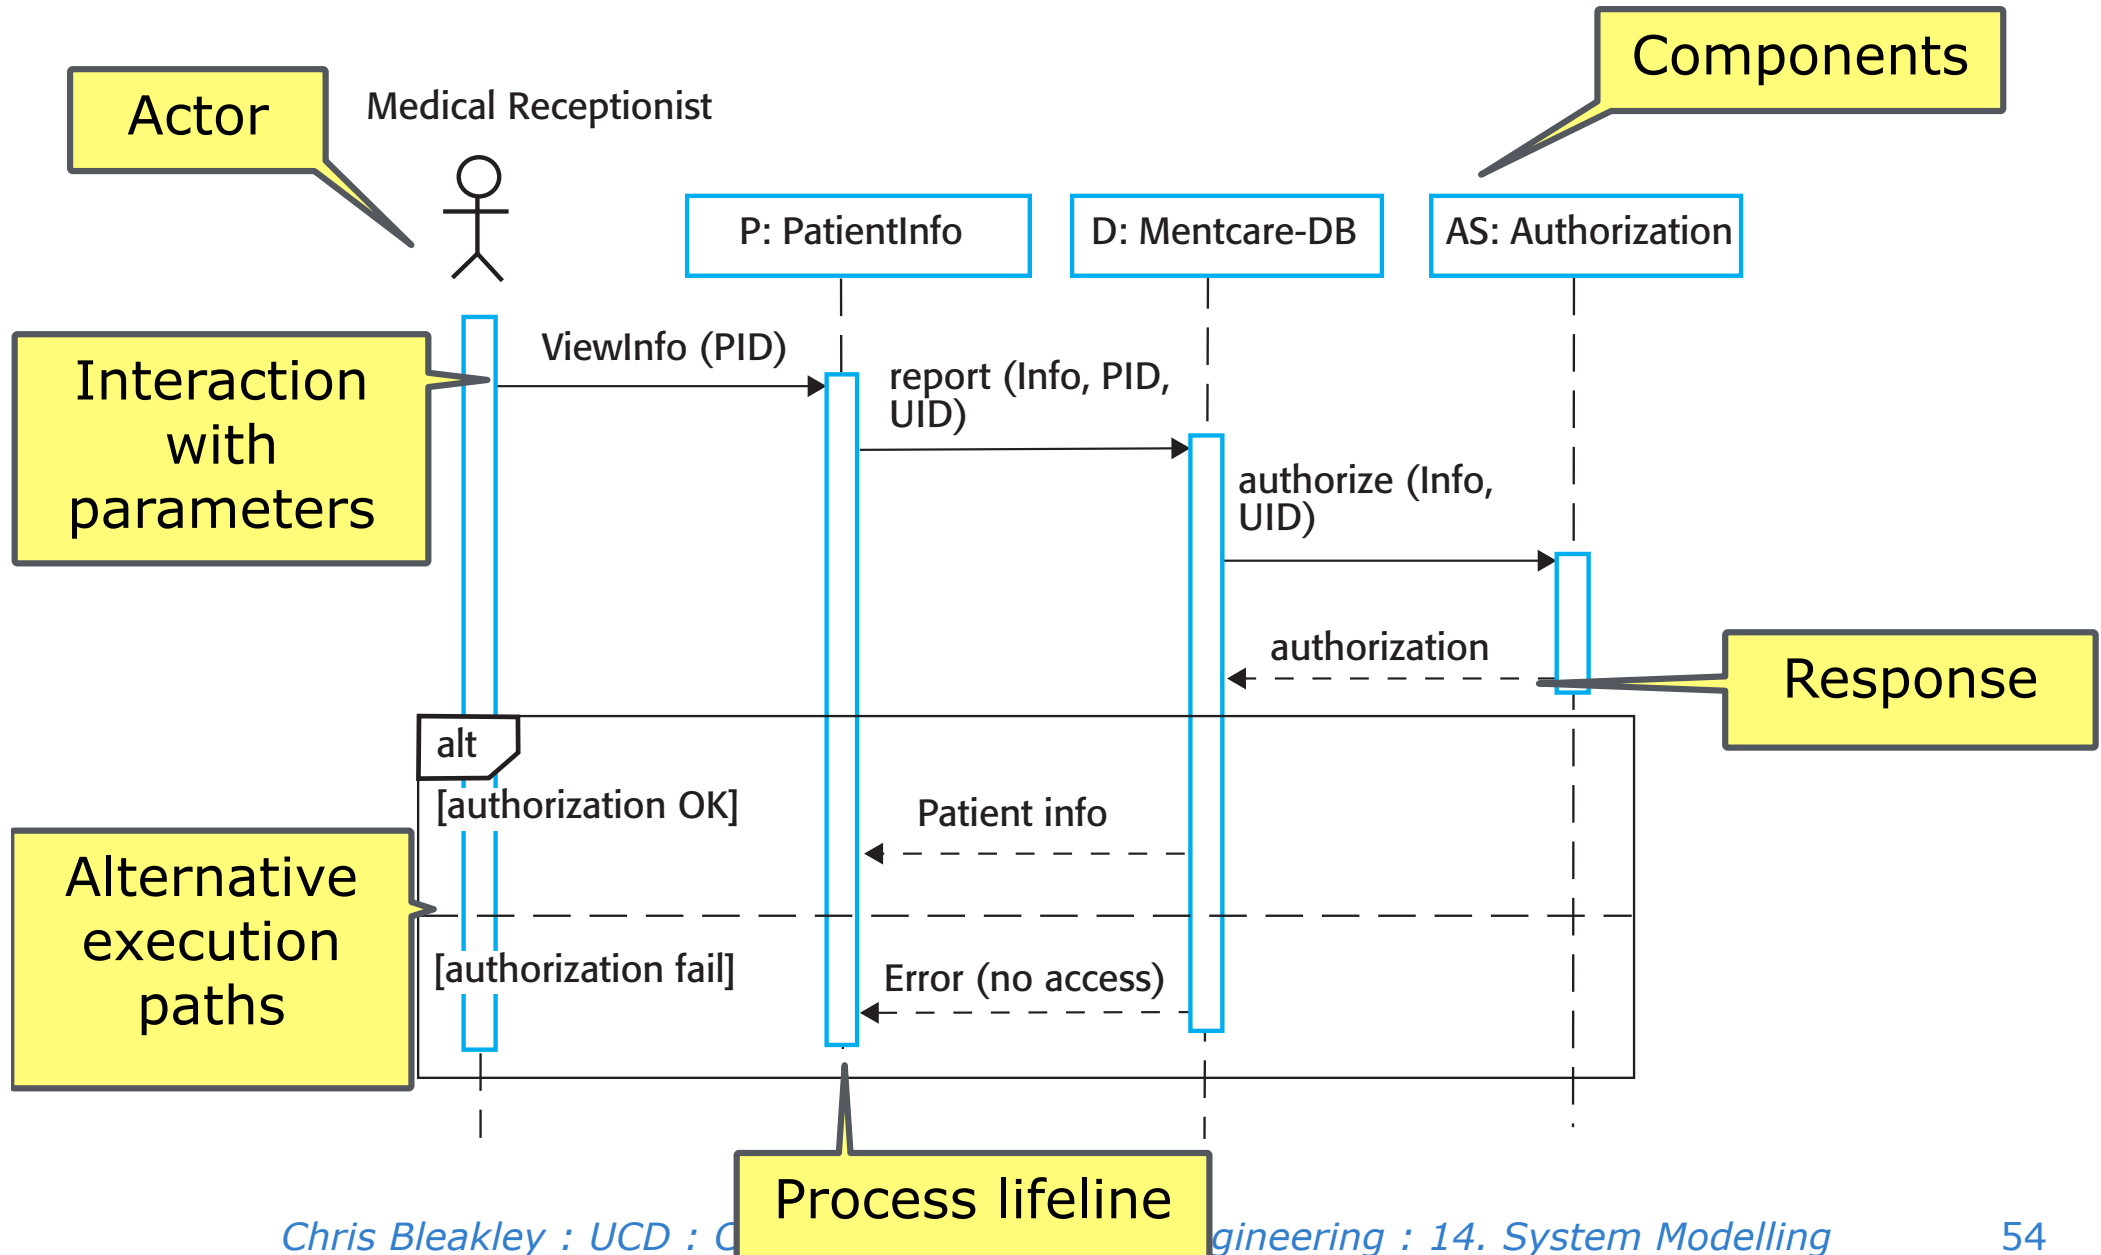 Components
Actor
Medical Receptionist
P: PatientInfo
D: Mentcare-DB
AS: Authorization
ViewInfo (PID)
report (Info, PID,
UID)
Interaction
with
parameters
authorize (Info,
UID)
authorization
Response
alt
[authorization OK]
Patient info
Alternative
execution
paths
[authorization fail]
Error (no access)
Process lifeline
Chris Bleakley : UCD : gineering : 14. System Modelling
54